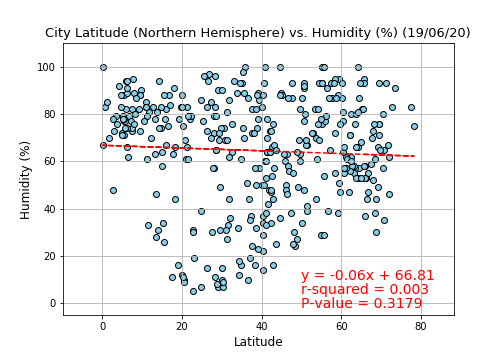 City Latitude (Northern Hemisphere) vs. Humidity (%) (19/06/20)
Humidity (%)
100
80
60
40
20
0
y = -0.06x + 66.81
r-squared = 0.003
P-value = 0.3179
0
20
40
60
80
Latitude